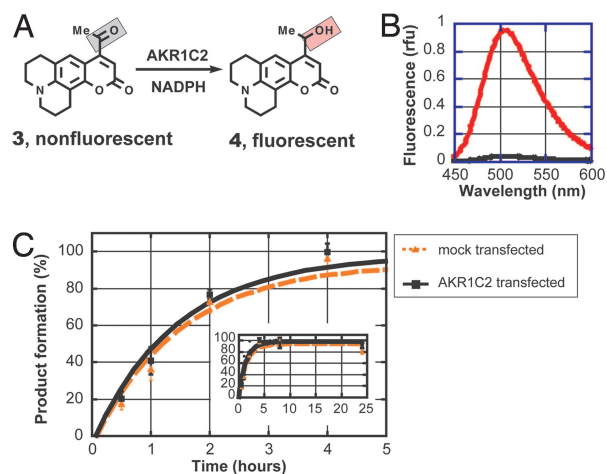 A
Me
O
AKR1C2
NADPH
Me
OH
N
O
O
N
O
O
3, nonfluorescent
4, fluorescent
B
Fluorescence (rfu)
1
0.8
0.6
0.4
0.2
0
450
500
550
600
Wavelength (nm)
C
Product formation (%)
100
80
60
40
20
0
0
1
2
3
4
5
Time (hours)
100
80
60
40
20
0
0
5
10
15
20
25
mock transfected
AKR1C2 transfected